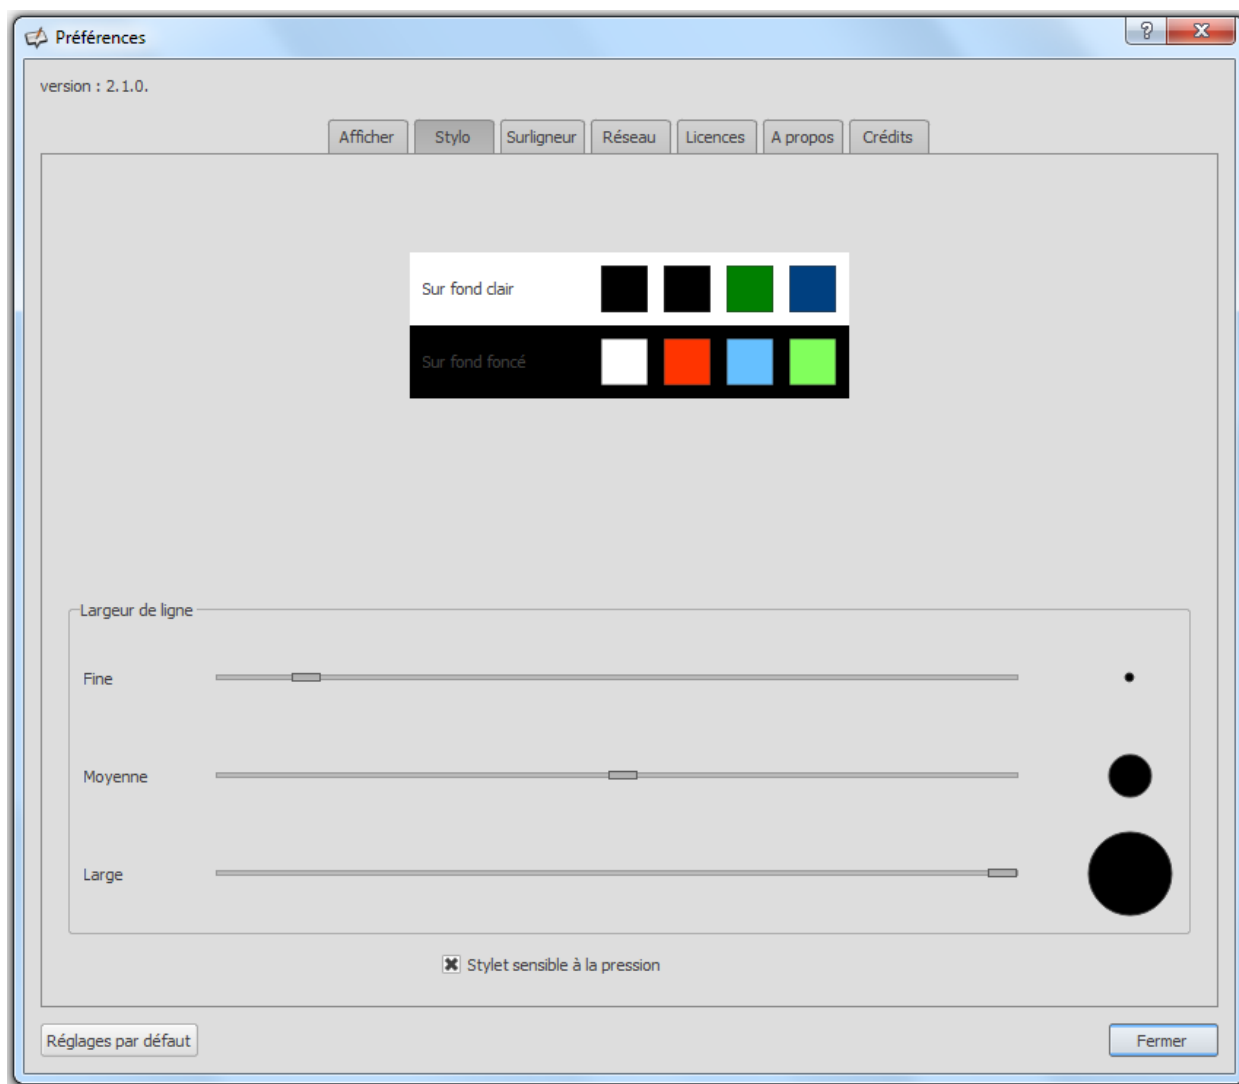 Préférences
version : 2.1.0.
Afficher Stylo Surligneur Réseau Licences A propos Crédits
Sur fond clair
Sur fond foncé
Largeur de ligne
Fine
Moyenne
Large
Stylet sensible à la pression
Réglages par défaut Fermer